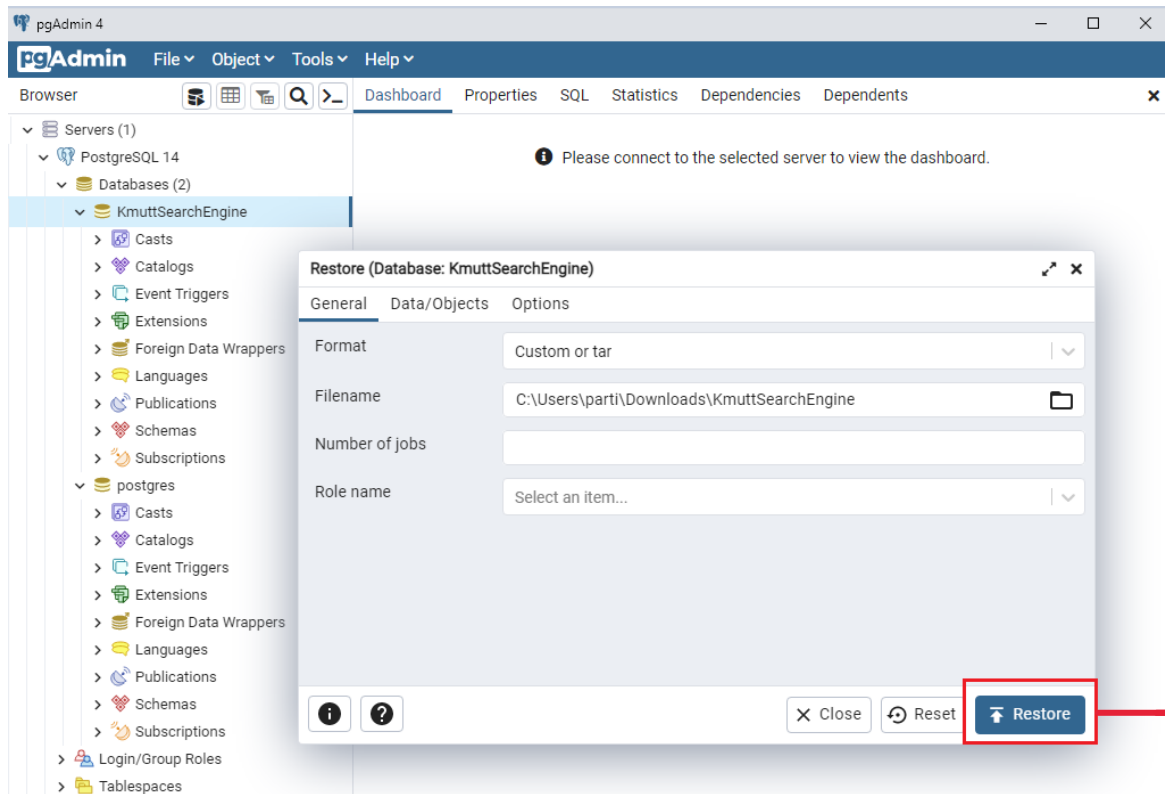 pgAdmin 4
pgAdmin File Object Tools Help
Browser Dashboard Properties SQL Statistics Dependencies Dependents
Servers (1)
PostgreSQL 14
Please connect to the selected server to view the dashboard.
Databases (2)
KmuttSearchEngine
Casts
Catalogs
Event Triggers
Extensions
Foreign Data Wrappers
Languages
Publications
Schemas
Subscriptions
postgres
Casts
Catalogs
Event Triggers
Extensions
Foreign Data Wrappers
Languages
Publications
Schemas
Subscriptions
Login/Group Roles
Tablespaces
Restore (Database: KmuttSearchEngine)
General Data/Objects Options
Format Custom or tar
Filename C:\Users\parti\Downloads\KmuttSearchEngine
Number of jobs
Role name Select an item...
Close Reset Restore